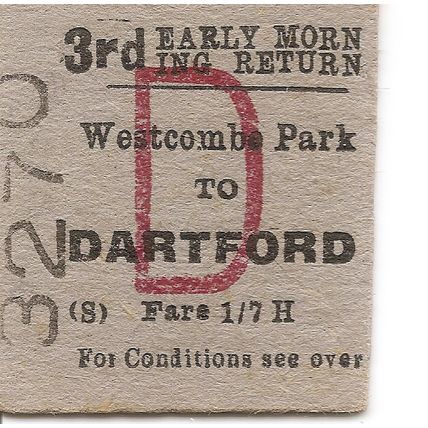 3rd EARLY MORN
ING RETURN
Westcombe Park
TO
DARTFORD
(S) Fare 1/7 H
For Conditions see over
D
3270